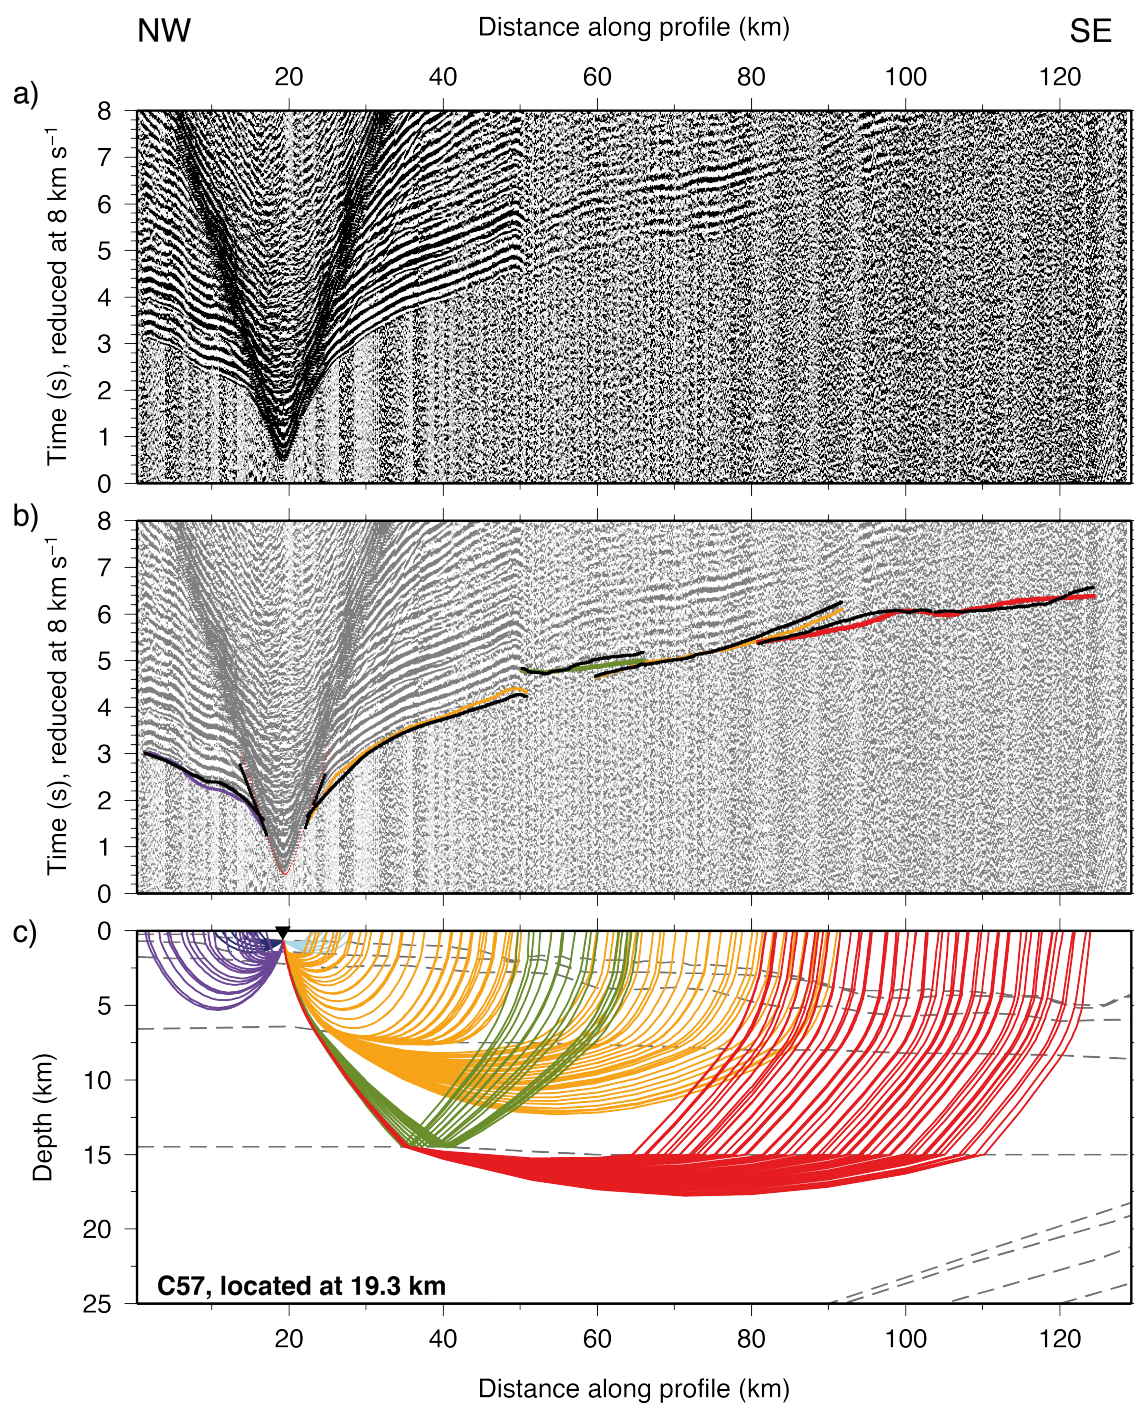 NW Distance along profile (km) SE
20 40 60 80 100 120
a)
8
7
6
5
4
3
2
1
0
Time (s), reduced at 8 km s⁻¹
b)
8
7
6
5
4
3
2
1
0
Time (s), reduced at 8 km s⁻¹
c)
0
5
10
15
20
25
Depth (km)
C57, located at 19.3 km
20 40 60 80 100 120
Distance along profile (km)